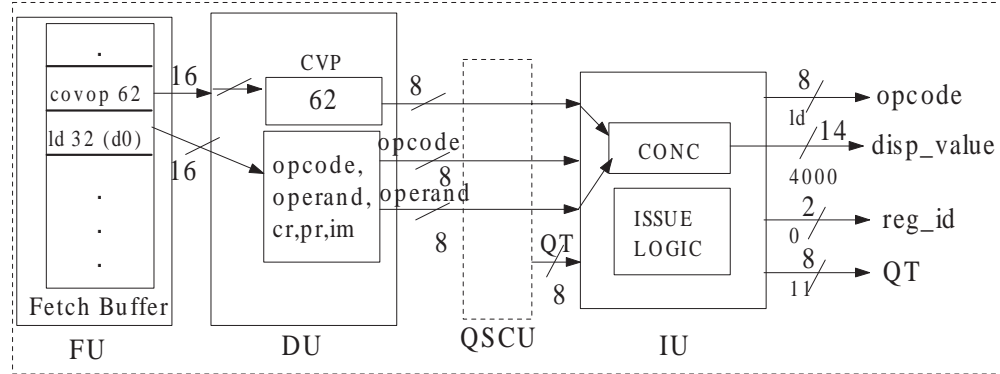 .
covop 62
ld 32 (d0)
.
.
.
.
Fetch Buffer
FU
16
16
CVP
62
opcode,
operand,
cr,pr,im
DU
8
opcode
8
operand
8
QSCU
QT
8
CONC
ISSUE
LOGIC
IU
8
ld
opcode
14
4000
disp_value
2
0
reg_id
8
11
QT